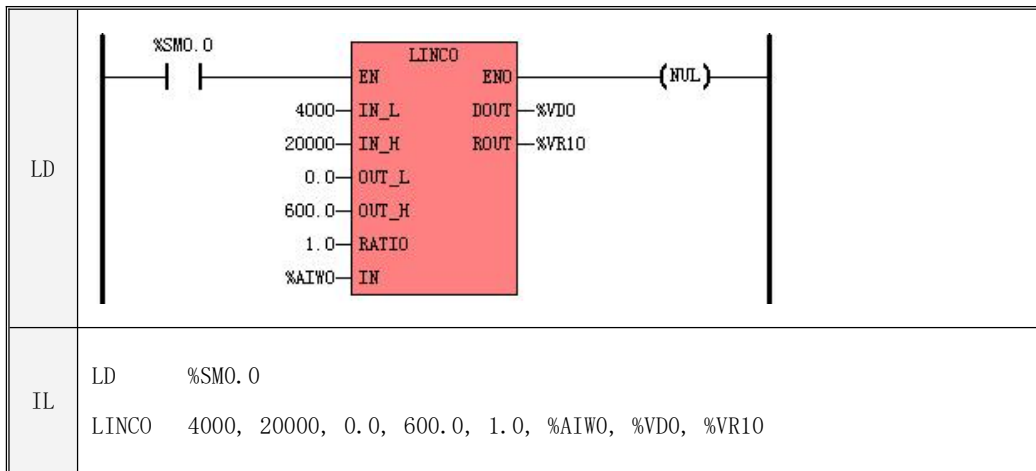 LD
%SM0.0
LINCO
EN ENO
(NUL)
4000 IN_L DOUT %VD0
20000 IN_H ROUT %VR10
0.0 OUT_L
600.0 OUT_H
1.0 RATIO
%AIW0 IN
IL
LD %SM0.0
LINCO 4000, 20000, 0.0, 600.0, 1.0, %AIW0, %VD0, %VR10